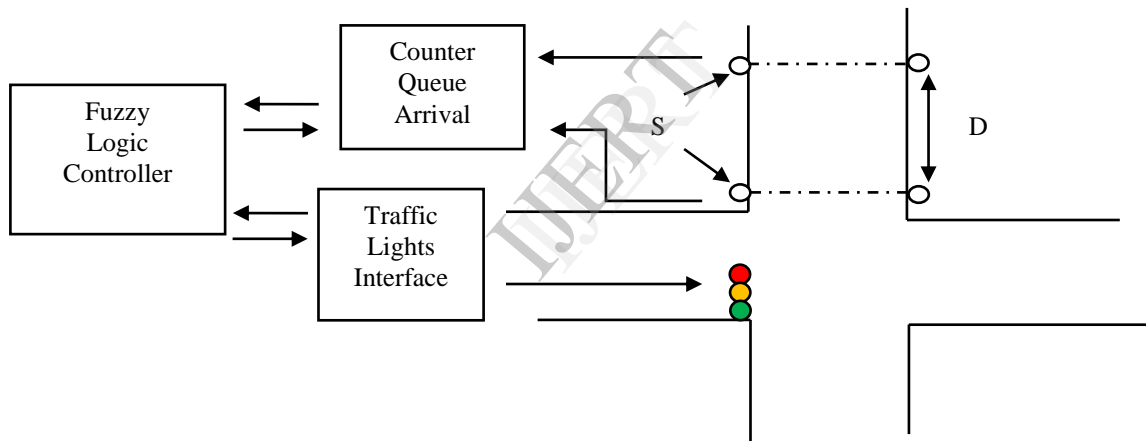 Counter
Queue
Arrival
Fuzzy
Logic
Controller
S
D
Traffic
Lights
Interface
IJERT